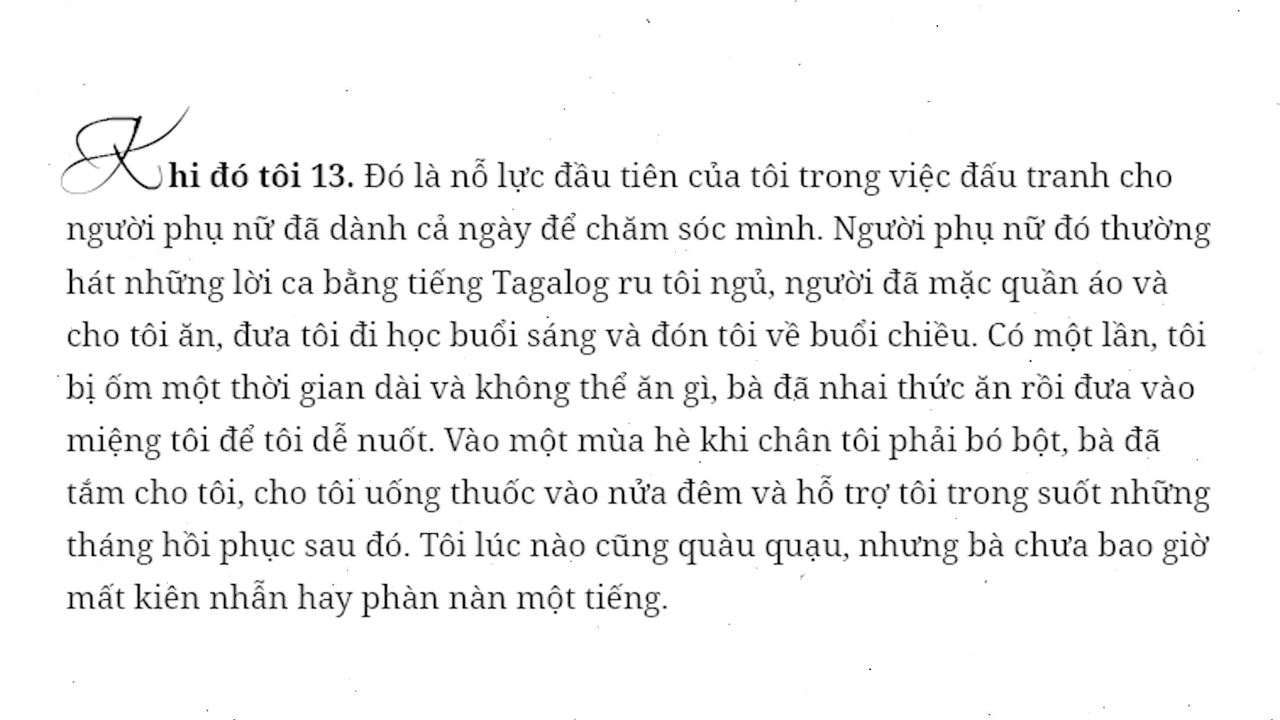 Khi đó tôi 13. Đó là nỗ lực đầu tiên của tôi trong việc đấu tranh cho
người phụ nữ đã dành cả ngày để chăm sóc mình. Người phụ nữ đó thường
hát những lời ca bằng tiếng Tagalog ru tôi ngủ, người đã mặc quần áo và
cho tôi ăn, đưa tôi đi học buổi sáng và đón tôi về buổi chiều. Có một lần, tôi
bị ốm một thời gian dài và không thể ăn gì, bà đã nhai thức ăn rồi đưa vào
miệng tôi để tôi dễ nuốt. Vào một mùa hè khi chân tôi phải bó bột, bà đã
tắm cho tôi, cho tôi uống thuốc vào nửa đêm và hỗ trợ tôi trong suốt những
tháng hồi phục sau đó. Tôi lúc nào cũng quàu quạu, nhưng bà chưa bao giờ
mất kiên nhẫn hay phàn nàn một tiếng.